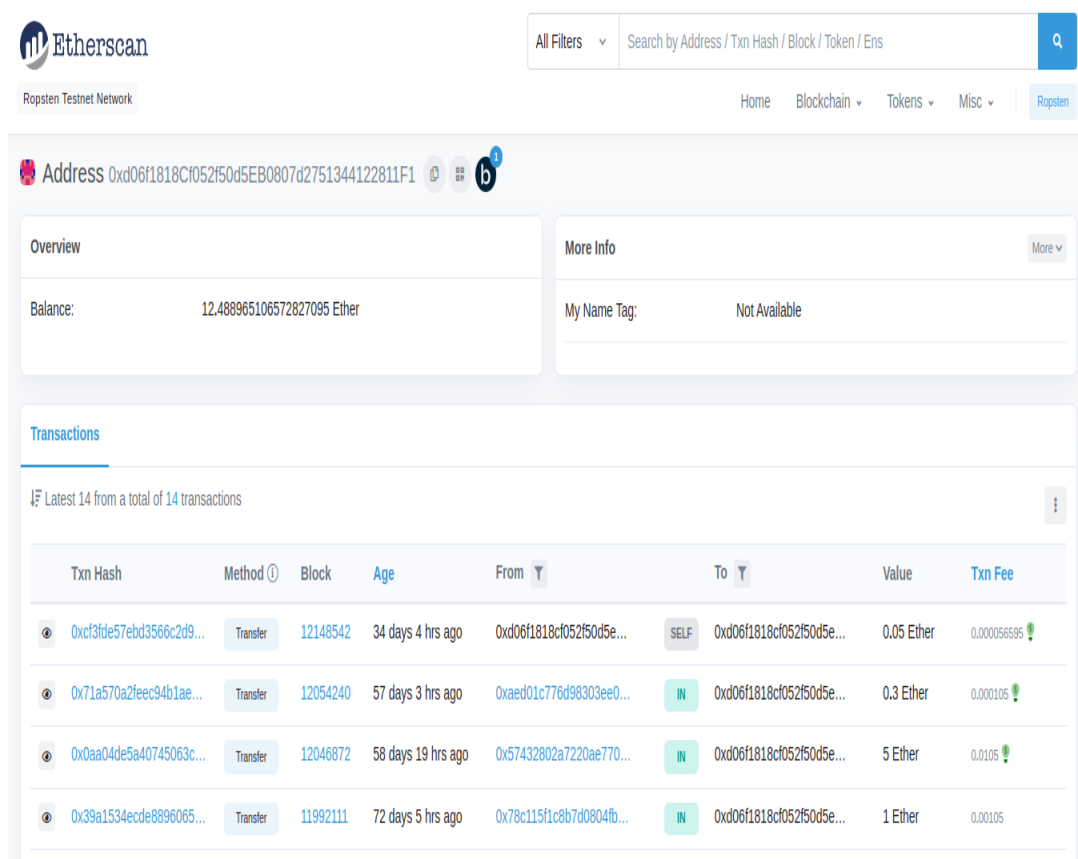 Etherscan
All Filters Search by Address / Txn Hash / Block / Token / Ens
Ropsten Testnet Network
Home Blockchain Tokens Misc Ropsten
Address 0xd06f1818Cf052f50d5EB0807d2751344122811F1 b 1
Overview
Balance: 12.488965106572827095 Ether
More Info More
My Name Tag: Not Available
Transactions
Latest 14 from a total of 14 transactions
Txn Hash Method Block Age From To Value Txn Fee
0xcf3fde57ebd3566c2d9... Transfer 12148542 34 days 4 hrs ago 0xd06f1818cf052f50d5e... SELF 0xd06f1818cf052f50d5e... 0.05 Ether 0.000056595
0x71a570a2feec94b1ae... Transfer 12054240 57 days 3 hrs ago 0xaed01c776d98303ee0... IN 0xd06f1818cf052f50d5e... 0.3 Ether 0.000105
0x0aa04de5a40745063c... Transfer 12046872 58 days 19 hrs ago 0x57432802a7220ae770... IN 0xd06f1818cf052f50d5e... 5 Ether 0.0105
0x39a1534ecde8896065... Transfer 11992111 72 days 5 hrs ago 0x78c115f1c8b7d0804fb... IN 0xd06f1818cf052f50d5e... 1 Ether 0.00105